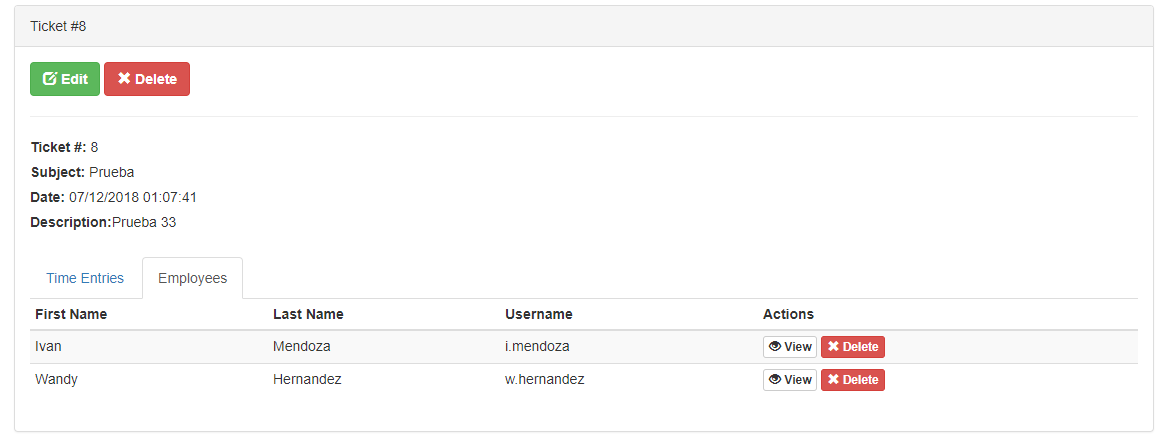 Ticket #8
Edit Delete
Ticket #: 8
Subject: Prueba
Date: 07/12/2018 01:07:41
Description:Prueba 33
Time Entries Employees
First Name Last Name Username Actions
Ivan Mendoza i.mendoza View Delete
Wandy Hernandez w.hernandez View Delete